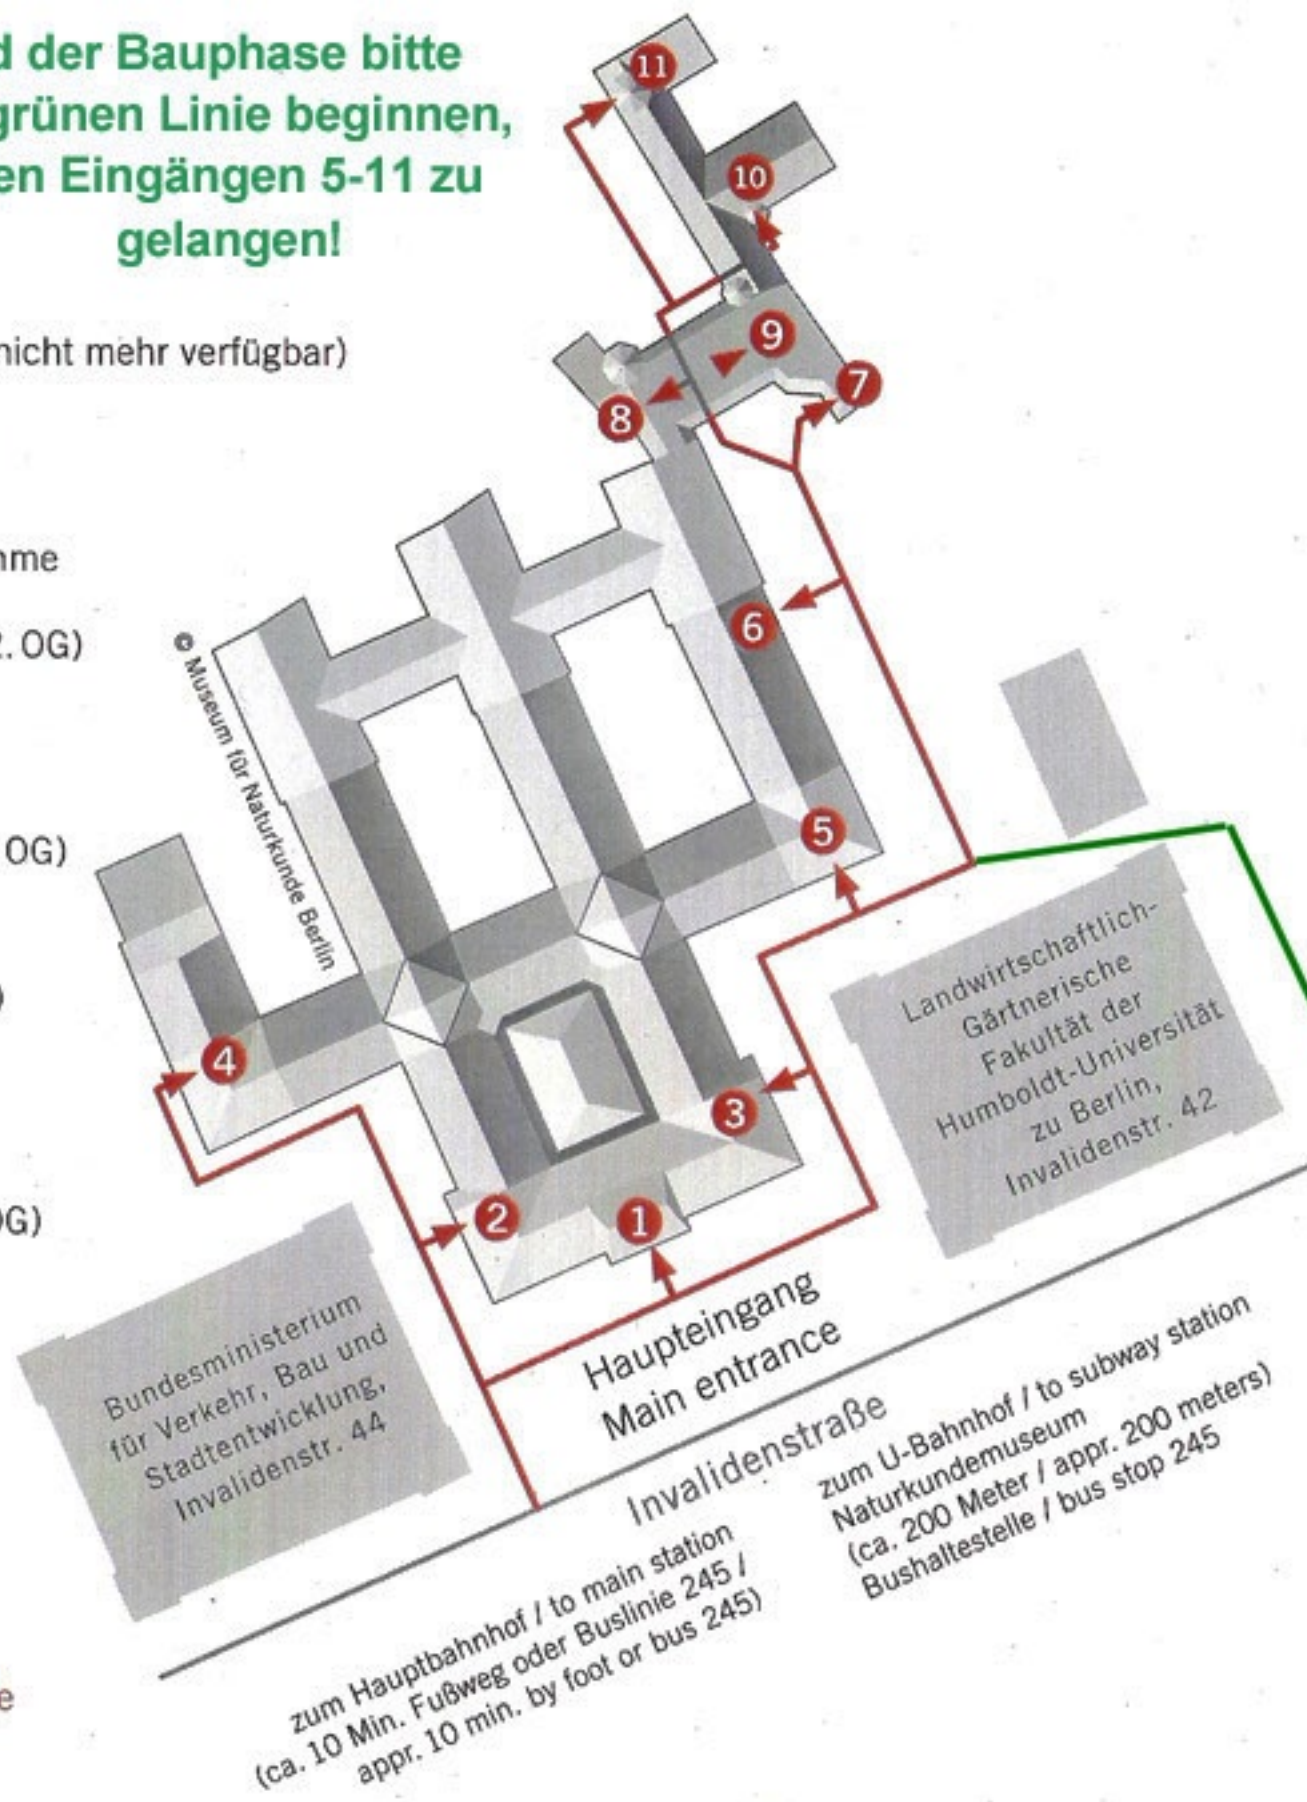 d der Bauphase bitte
grünen Linie beginnen,
en Eingängen 5-11 zu
gelangen!
nicht mehr verfügbar)
nme
2. OG)
OG)
)
OG)
e
11
10
9
7
8
6
5
4
3
2
1
© Museum für Naturkunde Berlin
Landwirtschaftlich-
Gärtnerische
Fakultät der
Humboldt-Universität
zu Berlin,
Invalidenstr. 42
Bundesministerium
für Verkehr, Bau und
Stadtentwicklung,
Invalidenstr. 44
Haupteingang
Main entrance
Invalidenstraße
zum U-Bahnhof / to subway station
Naturkundemuseum
(ca. 200 Meter / appr. 200 meters)
Bushaltestelle / bus stop 245
zum Hauptbahnhof / to main station
(ca. 10 Min. Fußweg oder Buslinie 245 /
appr. 10 min. by foot or bus 245)